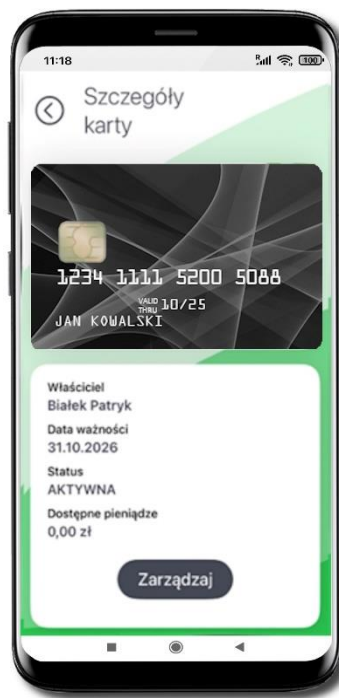 11:18
100
Szczegóły
karty
1234 1111 5200 5088
VALID
THRU 10/25
JAN KOWALSKI
Właściciel
Białek Patryk
Data ważności
31.10.2026
Status
AKTYWNA
Dostępne pieniądze
0,00 zł
Zarządzaj